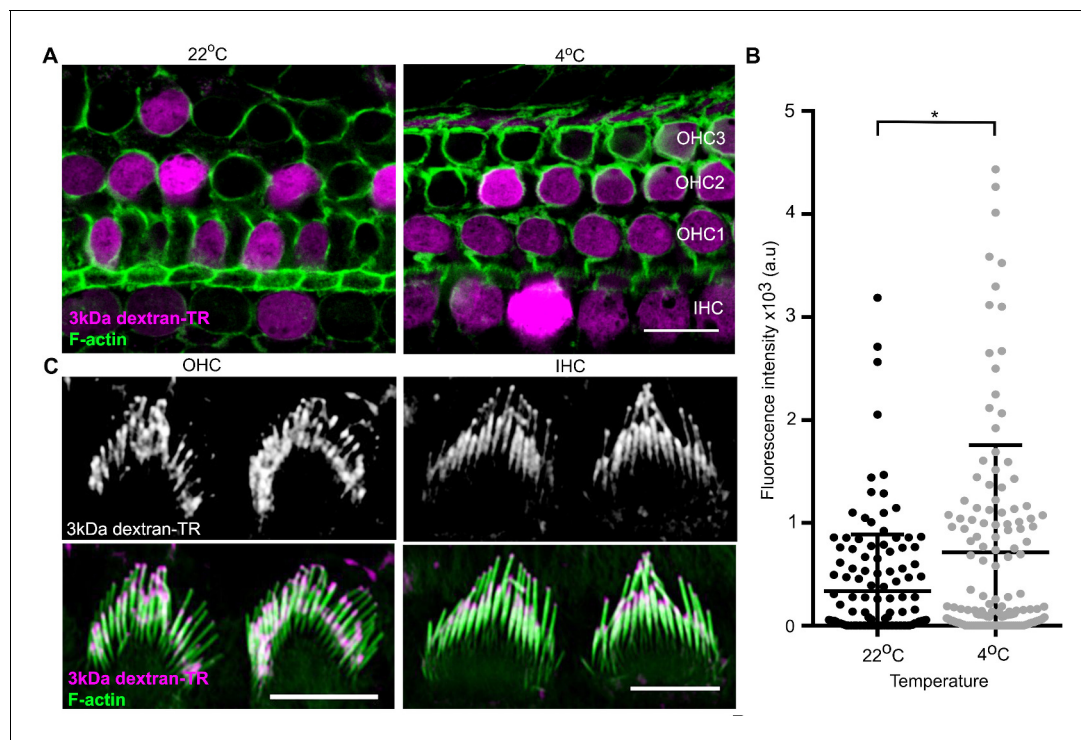 A
22°C
4°C
OHC3
OHC2
OHC1
IHC
3kDa dextran-TR
F-actin
C
OHC
IHC
3kDa dextran-TR
3kDa dextran-TR
F-actin
B
*
Fluorescence intensity x10³ (a.u)
5
4
3
2
1
0
22°C
4°C
Temperature